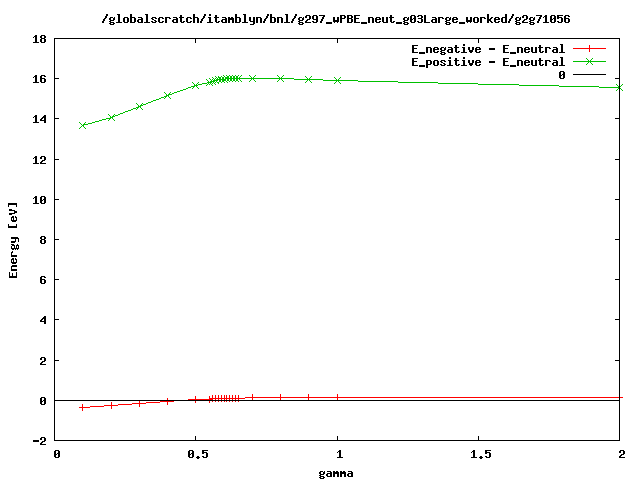 /globalscratch/itamblyn/bnl/g297_wPBE_neut_g03Large_worked/g2g71056
E_negative - E_neutral
E_positive - E_neutral
0
18
16
14
12
10
8
6
4
2
0
-2
Energy [eV]
0 0.5 1 1.5 2
gamma